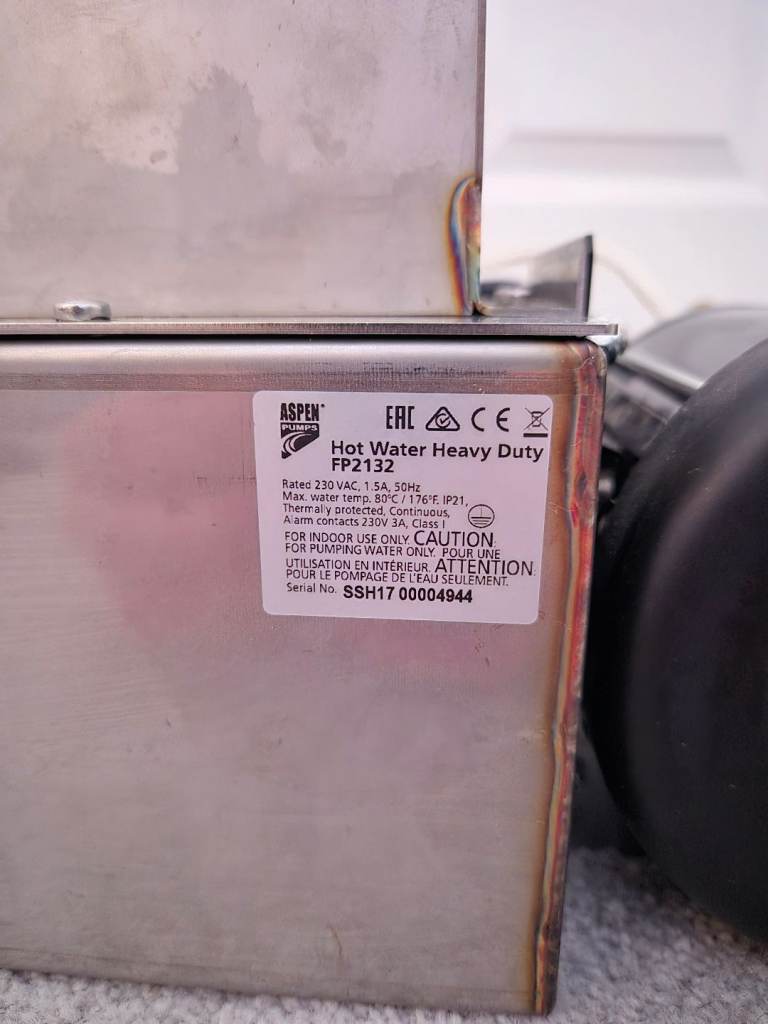 ASPEN®
PUMPS
EAC CE
Hot Water Heavy Duty
FP2132
Rated 230 VAC, 1.5A, 50Hz
Max. water temp. 80°C / 176°F, IP21,
Thermally protected, Continuous,
Alarm contacts 230V 3A, Class I
FOR INDOOR USE ONLY. CAUTION:
FOR PUMPING WATER ONLY. POUR UNE
UTILISATION EN INTÉRIEUR. ATTENTION:
POUR LE POMPAGE DE L'EAU SEULEMENT.
Serial No. SSH17 00004944